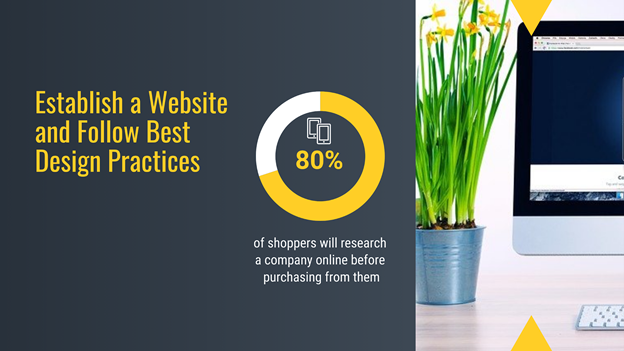 Establish a Website
and Follow Best
Design Practices
80%
of shoppers will research
a company online before
purchasing from them